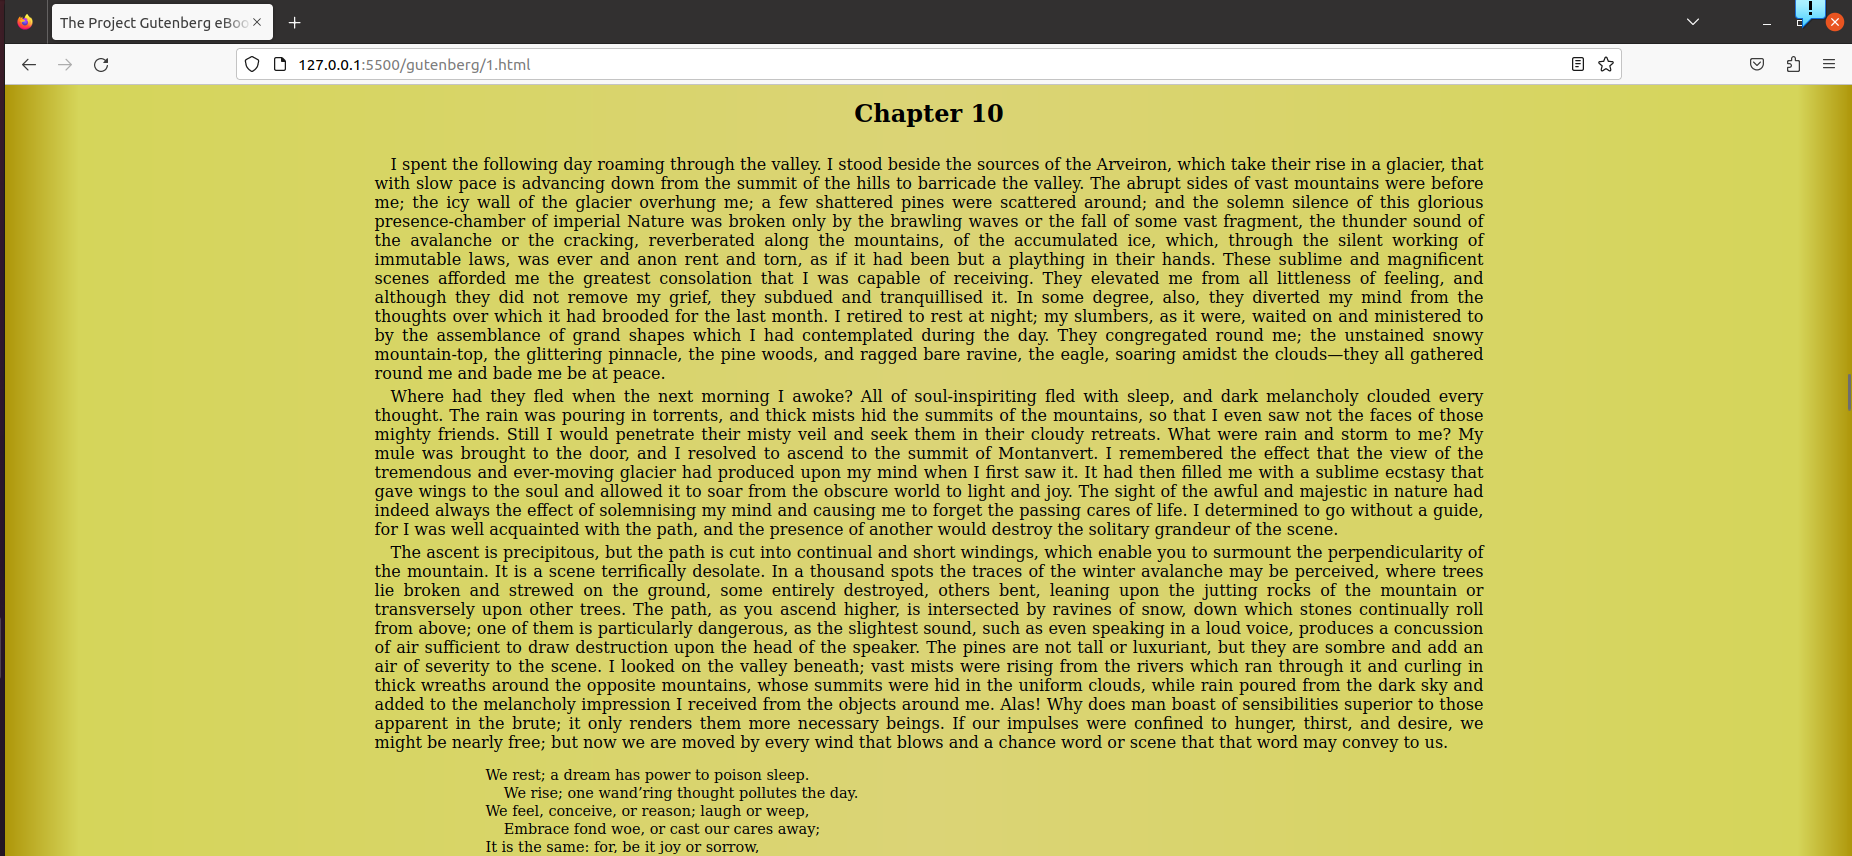 The Project Gutenberg eBoo
127.0.0.1:5500/gutenberg/1.html
Chapter 10
I spent the following day roaming through the valley. I stood beside the sources of the Arveiron, which take their rise in a glacier, that
with slow pace is advancing down from the summit of the hills to barricade the valley. The abrupt sides of vast mountains were before
me; the icy wall of the glacier overhung me; a few shattered pines were scattered around; and the solemn silence of this glorious
presence-chamber of imperial Nature was broken only by the brawling waves or the fall of some vast fragment, the thunder sound of
the avalanche or the cracking, reverberated along the mountains, of the accumulated ice, which, through the silent working of
immutable laws, was ever and anon rent and torn, as if it had been but a plaything in their hands. These sublime and magnificent
scenes afforded me the greatest consolation that I was capable of receiving. They elevated me from all littleness of feeling, and
although they did not remove my grief, they subdued and tranquillised it. In some degree, also, they diverted my mind from the
thoughts over which it had brooded for the last month. I retired to rest at night; my slumbers, as it were, waited on and ministered to
by the assemblance of grand shapes which I had contemplated during the day. They congregated round me; the unstained snowy
mountain-top, the glittering pinnacle, the pine woods, and ragged bare ravine, the eagle, soaring amidst the clouds—they all gathered
round me and bade me be at peace.
Where had they fled when the next morning I awoke? All of soul-inspiriting fled with sleep, and dark melancholy clouded every
thought. The rain was pouring in torrents, and thick mists hid the summits of the mountains, so that I even saw not the faces of those
mighty friends. Still I would penetrate their misty veil and seek them in their cloudy retreats. What were rain and storm to me? My
mule was brought to the door, and I resolved to ascend to the summit of Montanvert. I remembered the effect that the view of the
tremendous and ever-moving glacier had produced upon my mind when I first saw it. It had then filled me with a sublime ecstasy that
gave wings to the soul and allowed it to soar from the obscure world to light and joy. The sight of the awful and majestic in nature had
indeed always the effect of solemnising my mind and causing me to forget the passing cares of life. I determined to go without a guide,
for I was well acquainted with the path, and the presence of another would destroy the solitary grandeur of the scene.
The ascent is precipitous, but the path is cut into continual and short windings, which enable you to surmount the perpendicularity of
the mountain. It is a scene terrifically desolate. In a thousand spots the traces of the winter avalanche may be perceived, where trees
lie broken and strewed on the ground, some entirely destroyed, others bent, leaning upon the jutting rocks of the mountain or
transversely upon other trees. The path, as you ascend higher, is intersected by ravines of snow, down which stones continually roll
from above; one of them is particularly dangerous, as the slightest sound, such as even speaking in a loud voice, produces a concussion
of air sufficient to draw destruction upon the head of the speaker. The pines are not tall or luxuriant, but they are sombre and add an
air of severity to the scene. I looked on the valley beneath; vast mists were rising from the rivers which ran through it and curling in
thick wreaths around the opposite mountains, whose summits were hid in the uniform clouds, while rain poured from the dark sky and
added to the melancholy impression I received from the objects around me. Alas! Why does man boast of sensibilities superior to those
apparent in the brute; it only renders them more necessary beings. If our impulses were confined to hunger, thirst, and desire, we
might be nearly free; but now we are moved by every wind that blows and a chance word or scene that that word may convey to us.
We rest; a dream has power to poison sleep.
We rise; one wand’ring thought pollutes the day.
We feel, conceive, or reason; laugh or weep,
Embrace fond woe, or cast our cares away;
It is the same: for, be it joy or sorrow,